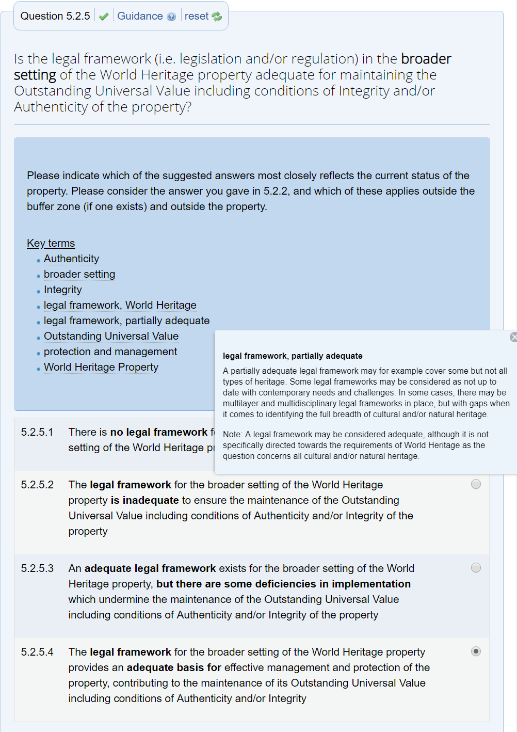 Question 5.2.5 Guidance reset
Is the legal framework (i.e. legislation and/or regulation) in the broader
setting of the World Heritage property adequate for maintaining the
Outstanding Universal Value including conditions of Integrity and/or
Authenticity of the property?
Please indicate which of the suggested answers most closely reflects the current status of the
property. Please consider the answer you gave in 5.2.2, and which of these applies outside the
buffer zone (if one exists) and outside the property.
Key terms
Authenticity
broader setting
Integrity
legal framework, World Heritage
legal framework, partially adequate
Outstanding Universal Value
protection and management
World Heritage Property
legal framework, partially adequate
A partially adequate legal framework may for example cover some but not all
types of heritage. Some legal frameworks may be considered as not up to
date with contemporary needs and challenges. In some cases, there may be
multilayer and multidisciplinary legal frameworks in place, but with gaps when
it comes to identifying the full breadth of cultural and/or natural heritage.
Note: A legal framework may be considered adequate, although it is not
specifically directed towards the requirements of World Heritage as the
question concerns all cultural and/or natural heritage.
5.2.5.1 There is no legal framework
setting of the World Heritage
5.2.5.2 The legal framework for the broader setting of the World Heritage
property is inadequate to ensure the maintenance of the Outstanding
Universal Value including conditions of Authenticity and/or Integrity of the
property
5.2.5.3 An adequate legal framework exists for the broader setting of the World
Heritage property, but there are some deficiencies in implementation
which undermine the maintenance of the Outstanding Universal Value
including conditions of Authenticity and/or Integrity of the property
5.2.5.4 The legal framework for the broader setting of the World Heritage property
provides an adequate basis for effective management and protection of the
property, contributing to the maintenance of its Outstanding Universal Value
including conditions of Authenticity and/or Integrity